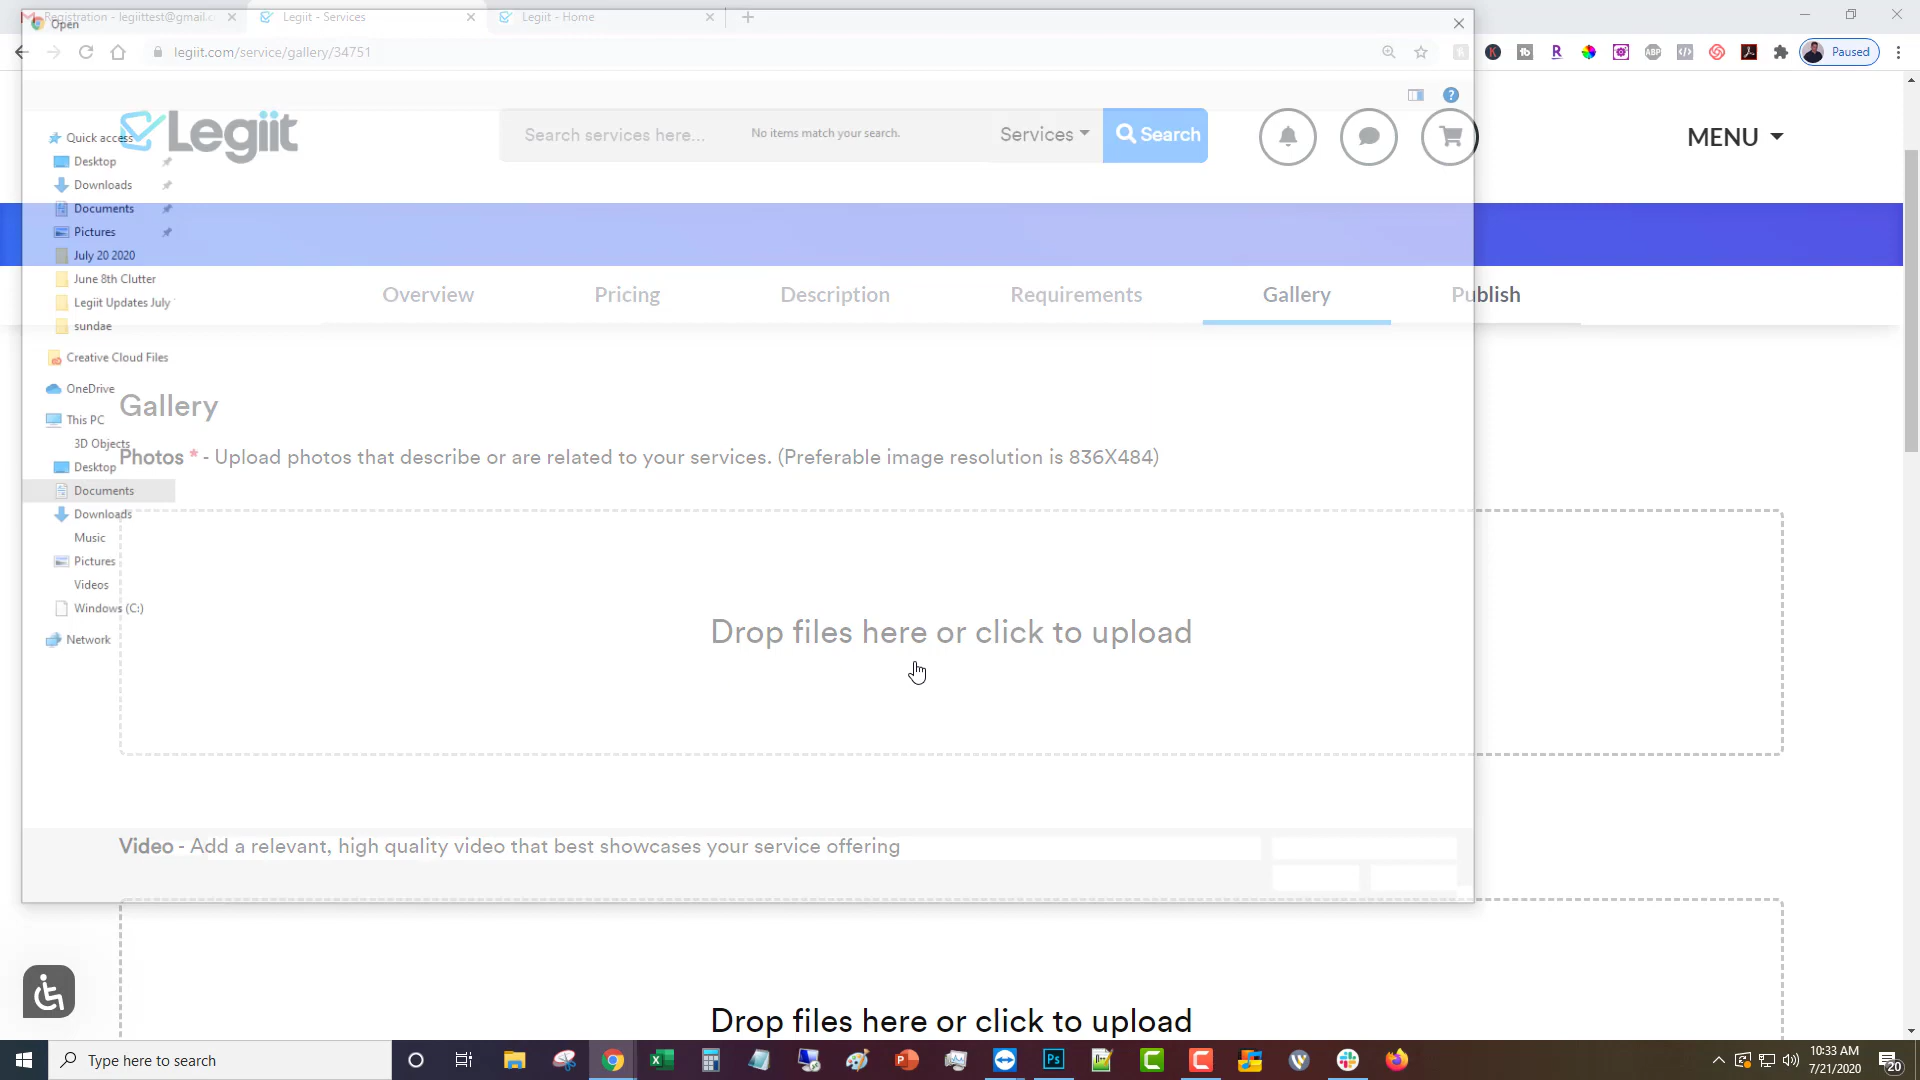 Registration - legiittest@gmail.c
Legiit - Services
Legiit - Home
Open
legiit.com/service/gallery/34751
Paused
Legiit
Search services here...
No items match your search.
Services
Search
MENU
Quick access
Desktop
Downloads
Documents
Pictures
July 20 2020
June 8th Clutter
Legiit Updates July
sundae
Creative Cloud Files
OneDrive
This PC
3D Objects
Desktop
Documents
Downloads
Music
Pictures
Videos
Windows (C:)
Network
Overview
Pricing
Description
Requirements
Gallery
Publish
Gallery
Photos * - Upload photos that describe or are related to your services. (Preferable image resolution is 836X484)
Drop files here or click to upload
Video - Add a relevant, high quality video that best showcases your service offering
Drop files here or click to upload
Type here to search
10:33 AM
7/21/2020
20